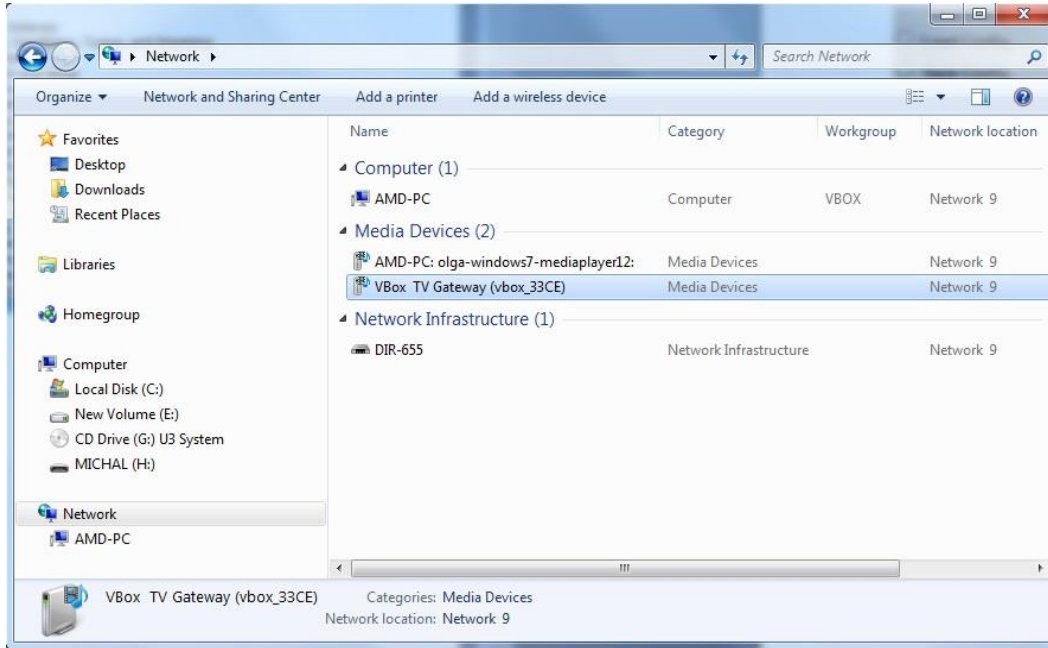 Network
Search Network
Organize Network and Sharing Center Add a printer Add a wireless device
Favorites
Desktop
Downloads
Recent Places
Libraries
Homegroup
Computer
Local Disk (C:)
New Volume (E:)
CD Drive (G:) U3 System
MICHAL (H:)
Network
AMD-PC
Name Category Workgroup Network location
Computer (1)
AMD-PC Computer VBOX Network 9
Media Devices (2)
AMD-PC: olga-windows7-mediaplayer12: Media Devices Network 9
VBox TV Gateway (vbox_33CE) Media Devices Network 9
Network Infrastructure (1)
DIR-655 Network Infrastructure Network 9
VBox TV Gateway (vbox_33CE) Categories: Media Devices
Network location: Network 9